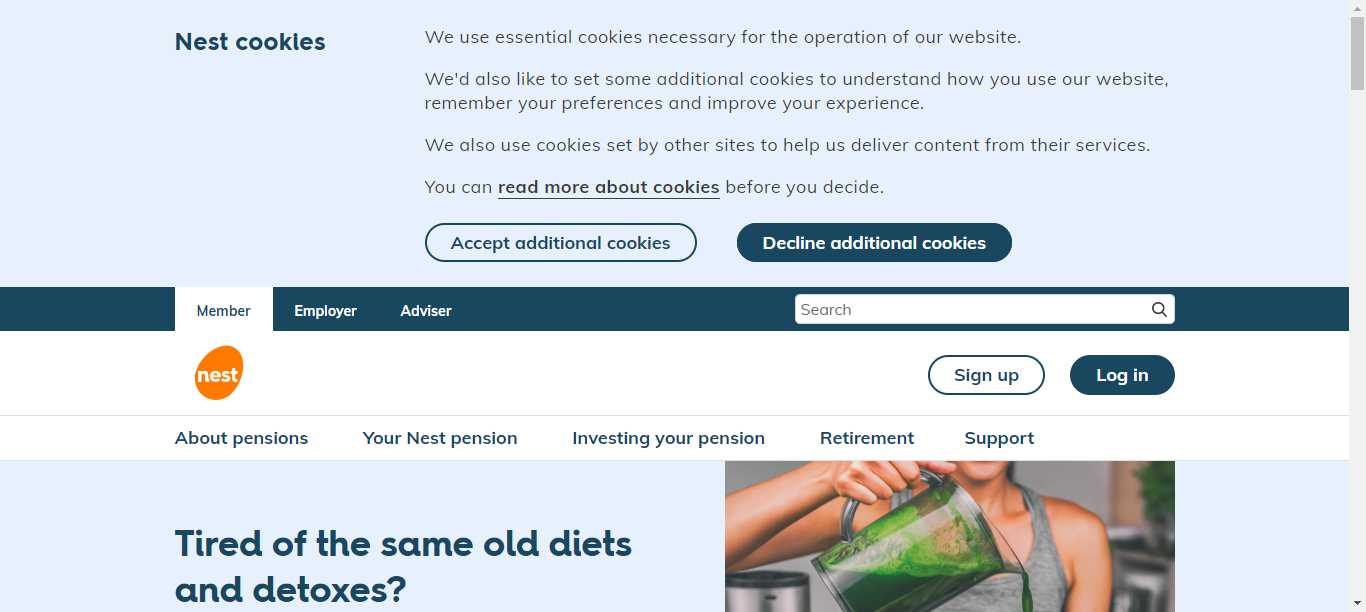 Nest cookies
We use essential cookies necessary for the operation of our website.
We'd also like to set some additional cookies to understand how you use our website,
remember your preferences and improve your experience.
We also use cookies set by other sites to help us deliver content from their services.
You can read more about cookies before you decide.
Accept additional cookies
Decline additional cookies
Member
Employer
Adviser
Search
nest
Sign up
Log in
About pensions
Your Nest pension
Investing your pension
Retirement
Support
Tired of the same old diets
and detoxes?